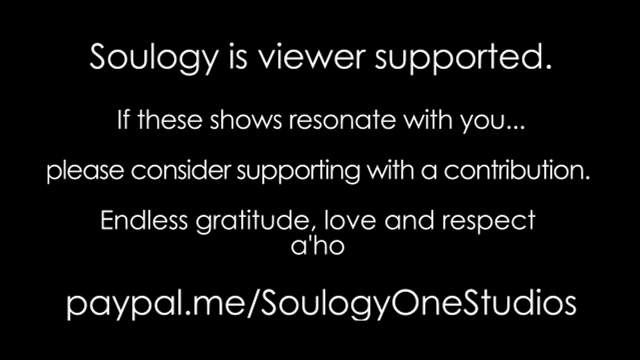 Soulogy is viewer supported.
If these shows resonate with you...
please consider supporting with a contribution.
Endless gratitude, love and respect
a'ho
paypal.me/SoulogyOneStudios